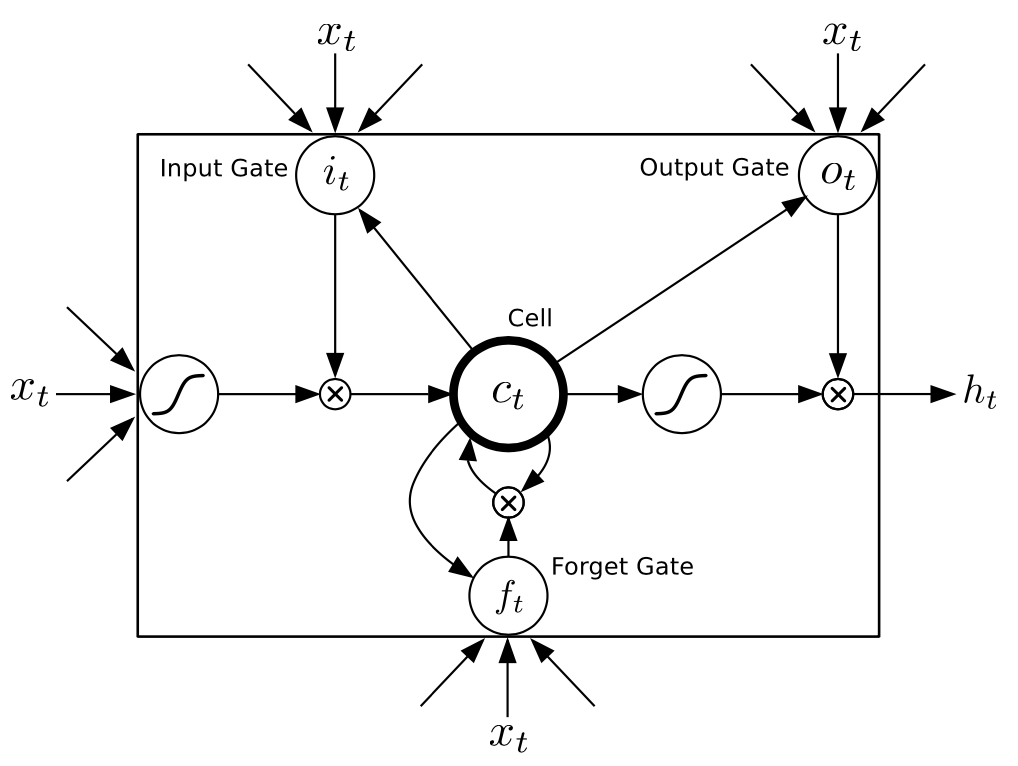 x_t x_t
Input Gate i_t Output Gate o_t
Cell
x_t c_t h_t
Forget Gate
f_t
x_t